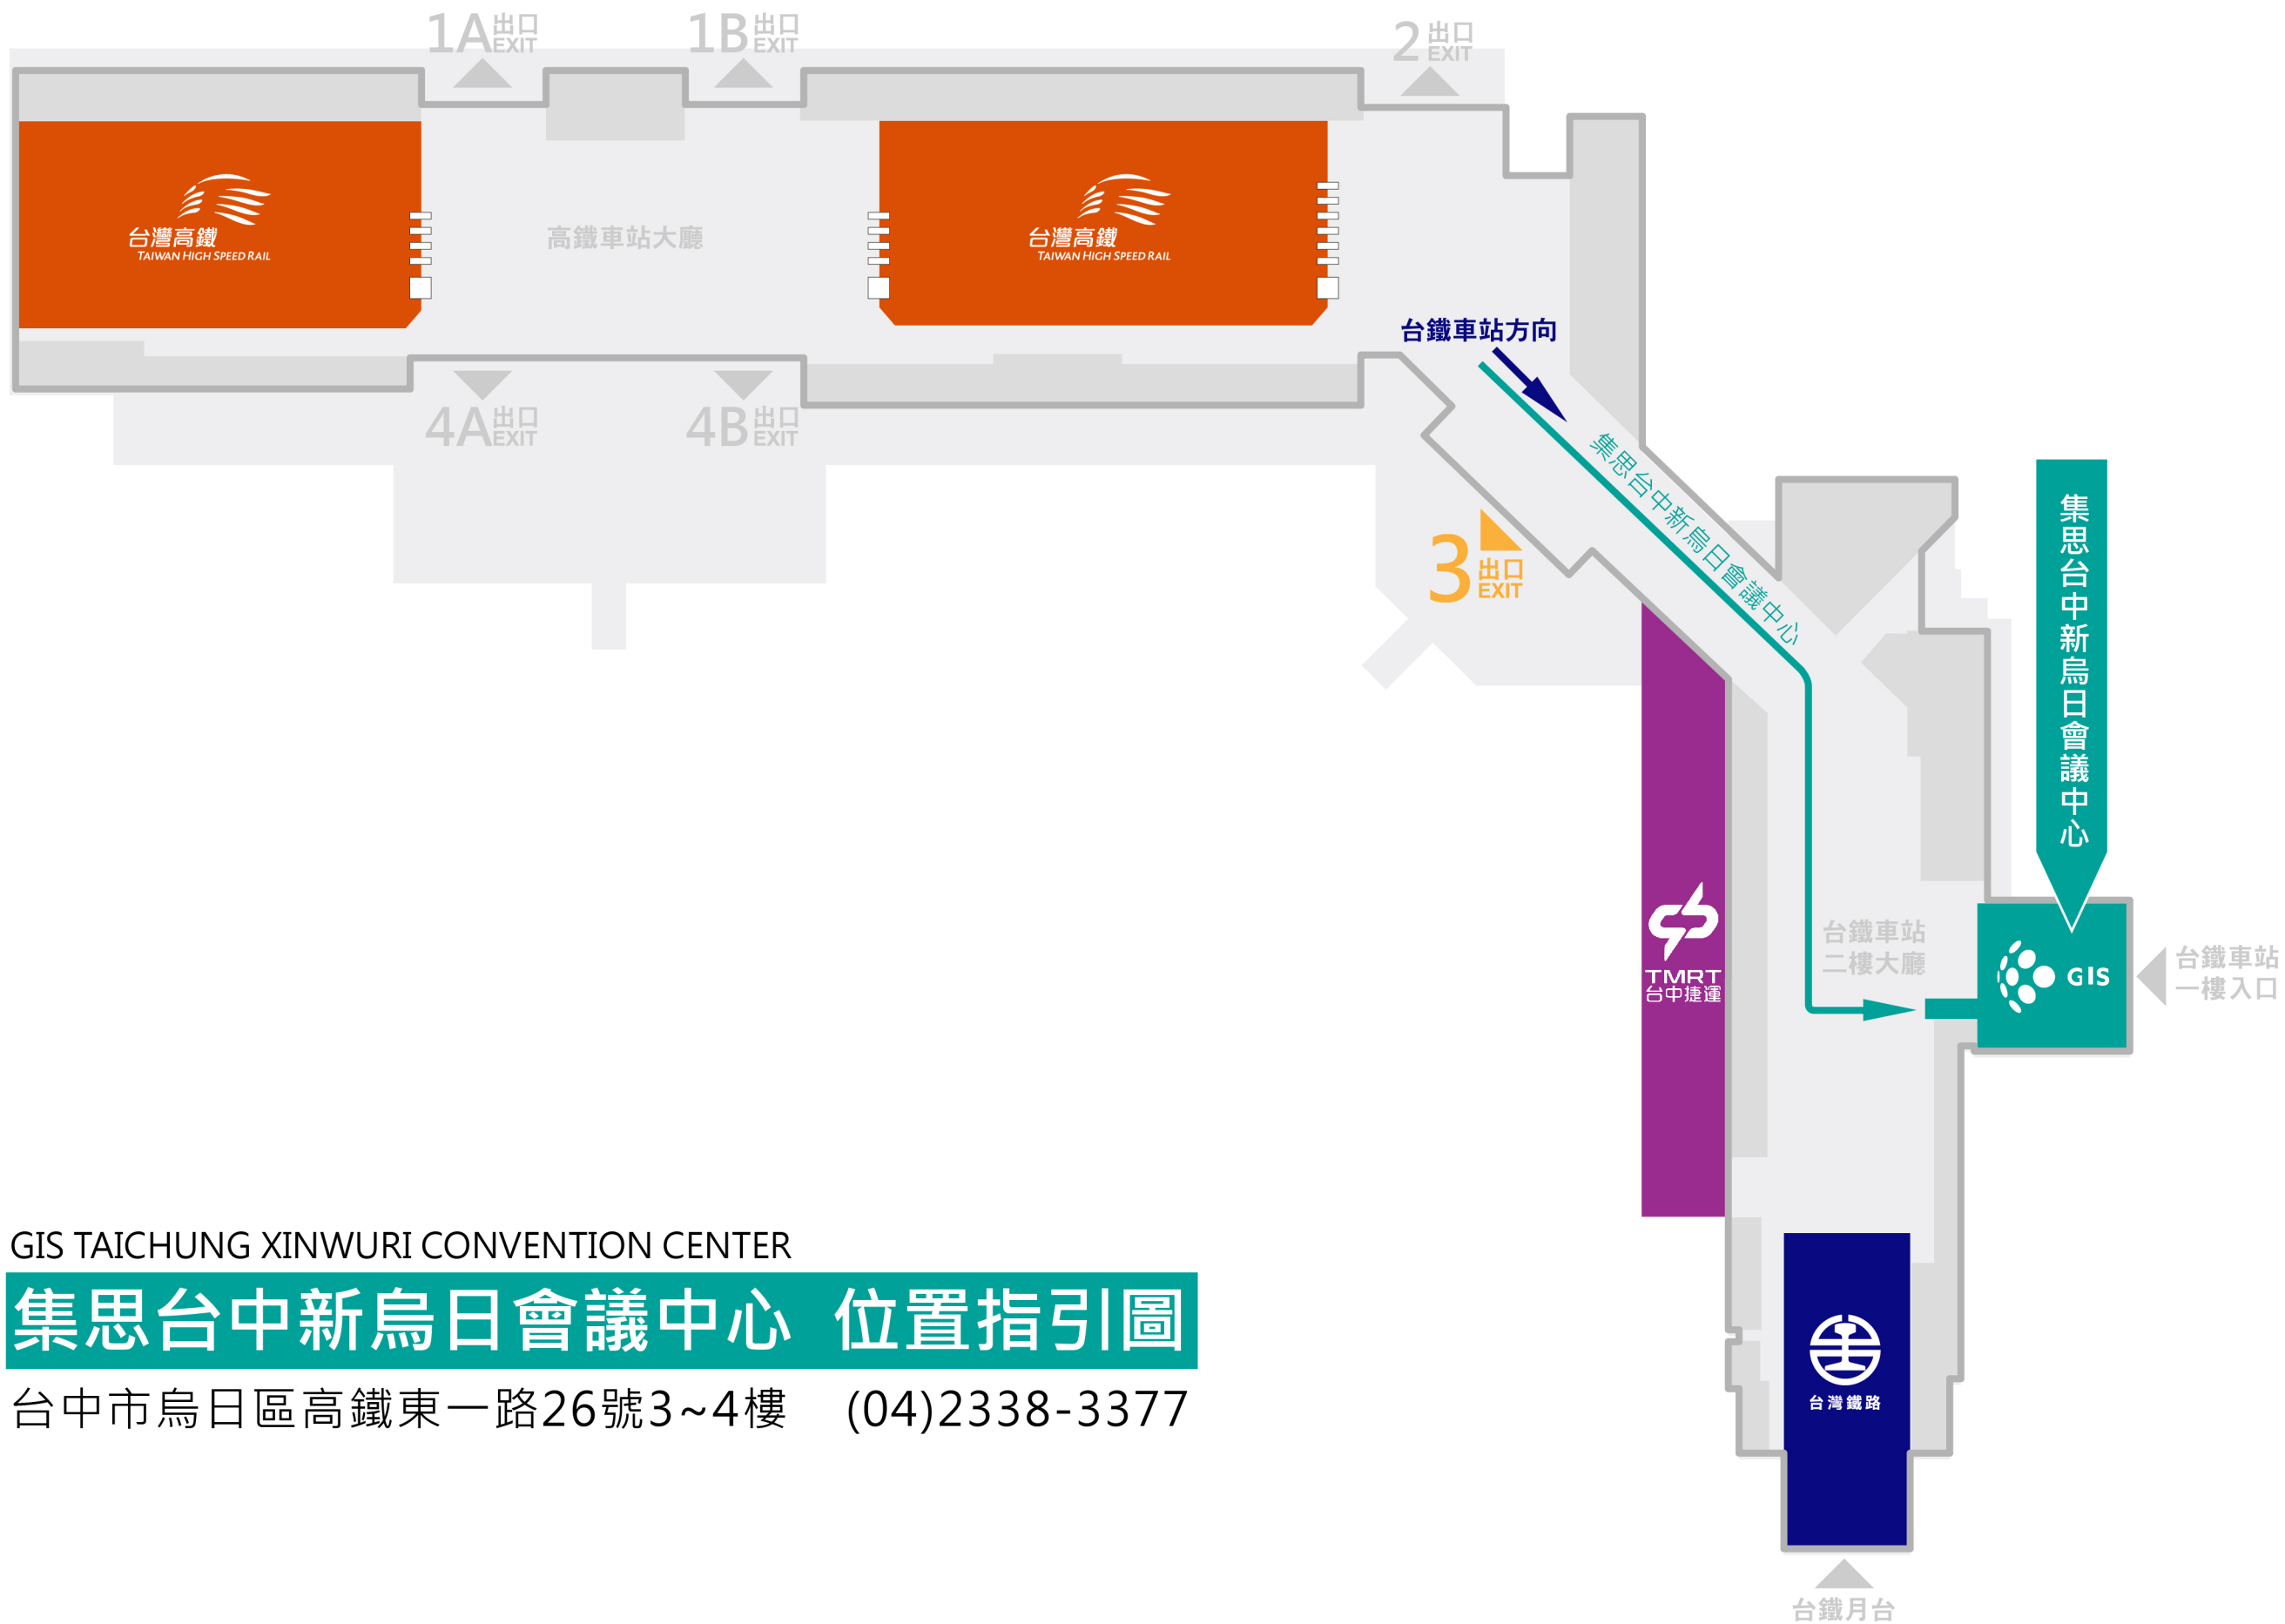 1A出口
EXIT
1B出口
EXIT
2出口
EXIT
台灣高鐵
TAIWAN HIGH SPEED RAIL
高鐵車站大廳
台灣高鐵
TAIWAN HIGH SPEED RAIL
台鐵車站方向
4A出口
EXIT
4B出口
EXIT
3出口
EXIT
集思台中新烏日會議中心
集思台中新烏日會議中心
TMRT
台中捷運
台鐵車站
二樓大廳
GIS
台鐵車站
一樓入口
GIS TAICHUNG XINWURI CONVENTION CENTER
集思台中新烏日會議中心 位置指引圖
台中市烏日區高鐵東一路26號3~4樓 (04)2338-3377
台灣鐵路
台鐵月台